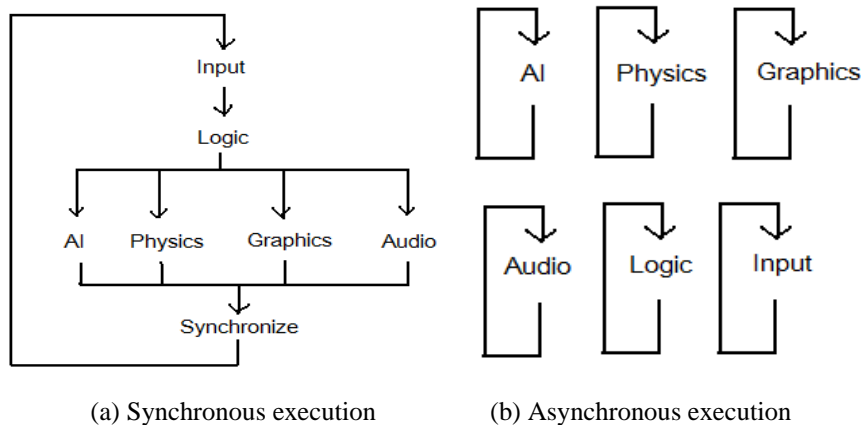 Input
Logic
AI Physics Graphics Audio
Synchronize
(a) Synchronous execution
AI Physics Graphics
Audio Logic Input
(b) Asynchronous execution